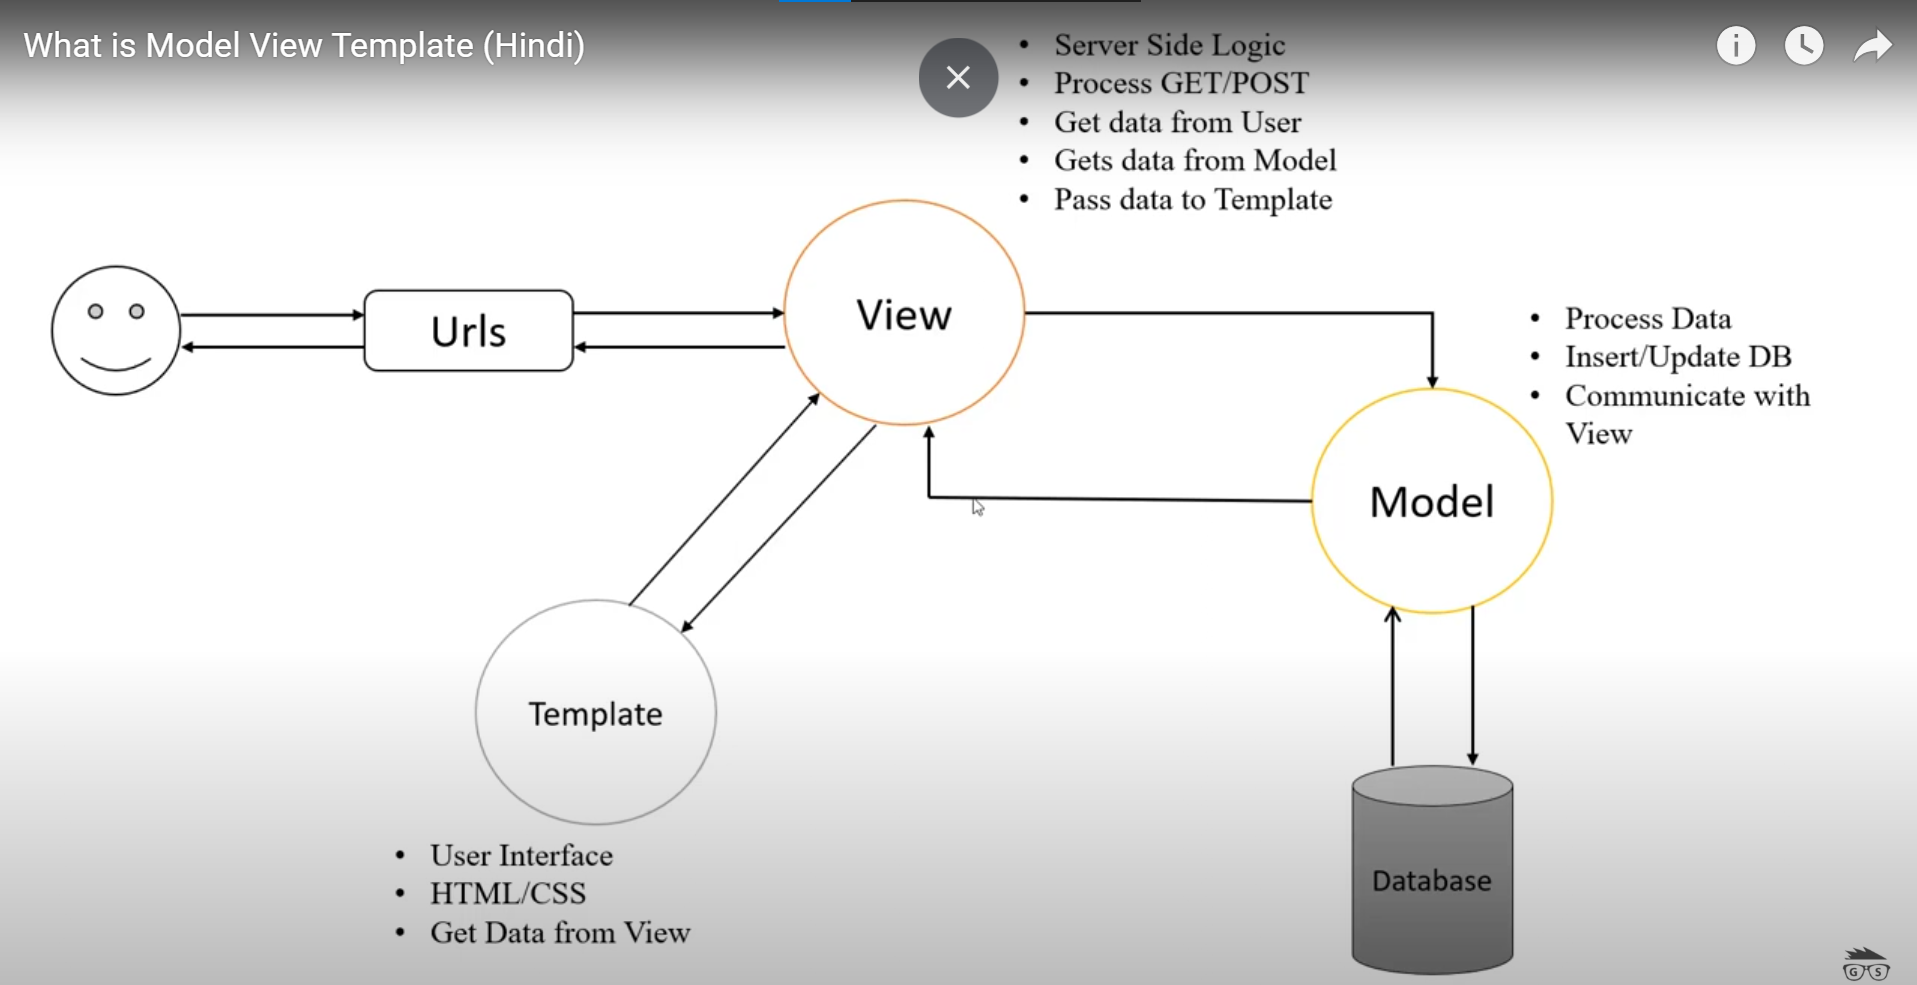 What is Model View Template (Hindi)
• Server Side Logic
• Process GET/POST
• Get data from User
• Gets data from Model
• Pass data to Template
Urls
View
• Process Data
• Insert/Update DB
• Communicate with
View
Model
Template
• User Interface
• HTML/CSS
• Get Data from View
Database
G S